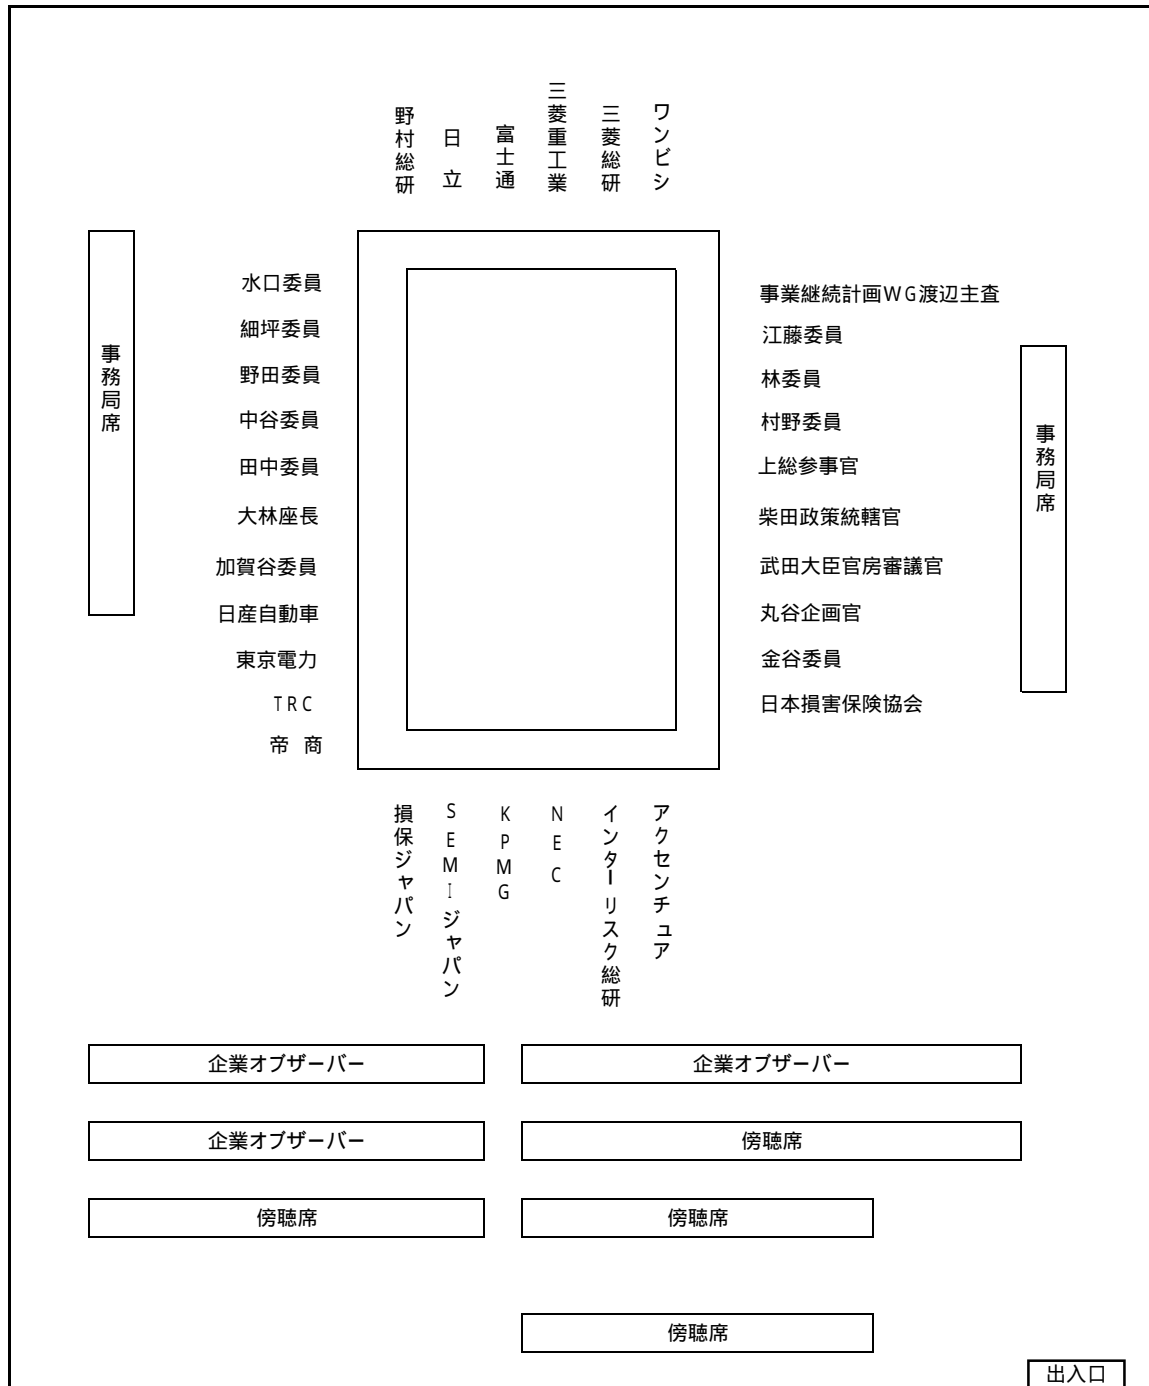 野村総研
日立
富士通
三菱重工業
三菱総研
ワンビシ
事務局席
水口委員
細坪委員
野田委員
中谷委員
田中委員
大林座長
加賀谷委員
日産自動車
東京電力
TRC
帝商
事業継続計画WG渡辺主査
江藤委員
林委員
村野委員
上総参事官
柴田政策統轄官
武田大臣官房審議官
丸谷企画官
金谷委員
日本損害保険協会
事務局席
損保ジャパン
SEMIジャパン
KPMG
NEC
インターリスク総研
アクセンチュア
企業オブザーバー
企業オブザーバー
企業オブザーバー
傍聴席
傍聴席
傍聴席
傍聴席
出入口